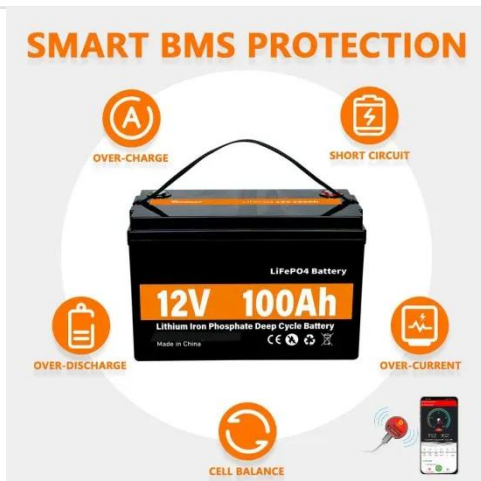 SMART BMS PROTECTION
OVER-CHARGE
SHORT CIRCUIT
LiFePO4 Battery
12V 100Ah
Lithium Iron Phosphate Deep Cycle Battery
Made in China
CE
OVER-DISCHARGE
OVER-CURRENT
CELL BALANCE